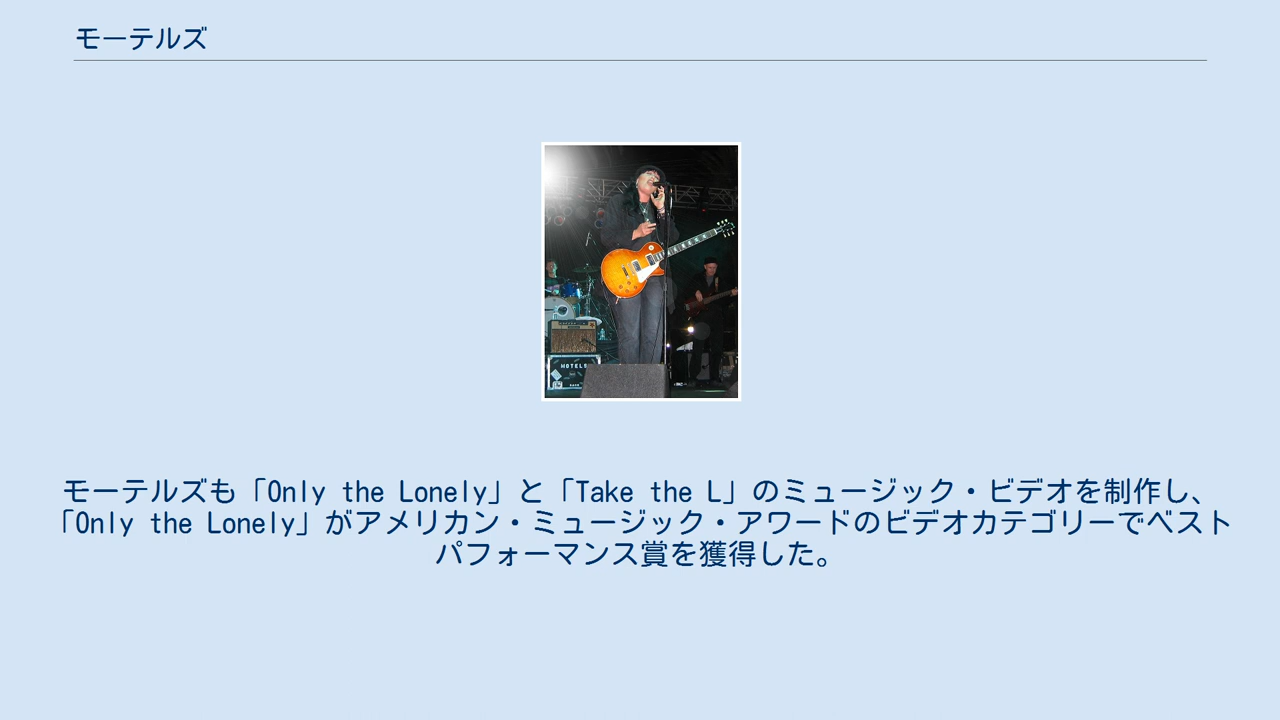 モーテルズ
MOTELS
モーテルズも「Only the Lonely」と「Take the L」のミュージック・ビデオを制作し、
「Only the Lonely」がアメリカン・ミュージック・アワードのビデオカテゴリーでベスト
パフォーマンス賞を獲得した。